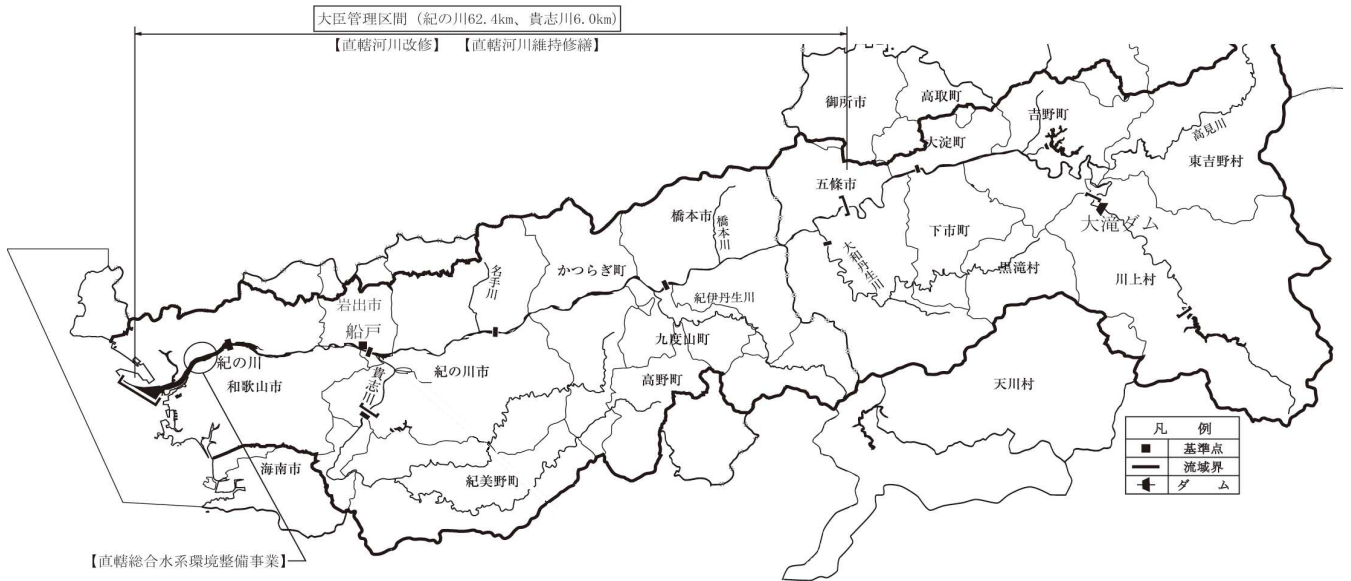 大臣管理区間(紀の川62.4km、貴志川6.0km)
【直轄河川改修】 【直轄河川維持修繕】
御所市
高取町
吉野町
高見川
大淀町
東吉野村
五條市
橋本市
橋本川
大滝ダム
下市町
大和丹生川
黒滝村
川上村
かつらぎ町
名手川
紀伊丹生川
岩出市
船戸
九度山町
紀の川
紀の川市
貴志川
高野町
和歌山市
天川村
海南市
紀美野町
凡 例
基準点
流域界
ダ ム
【直轄総合水系環境整備事業】